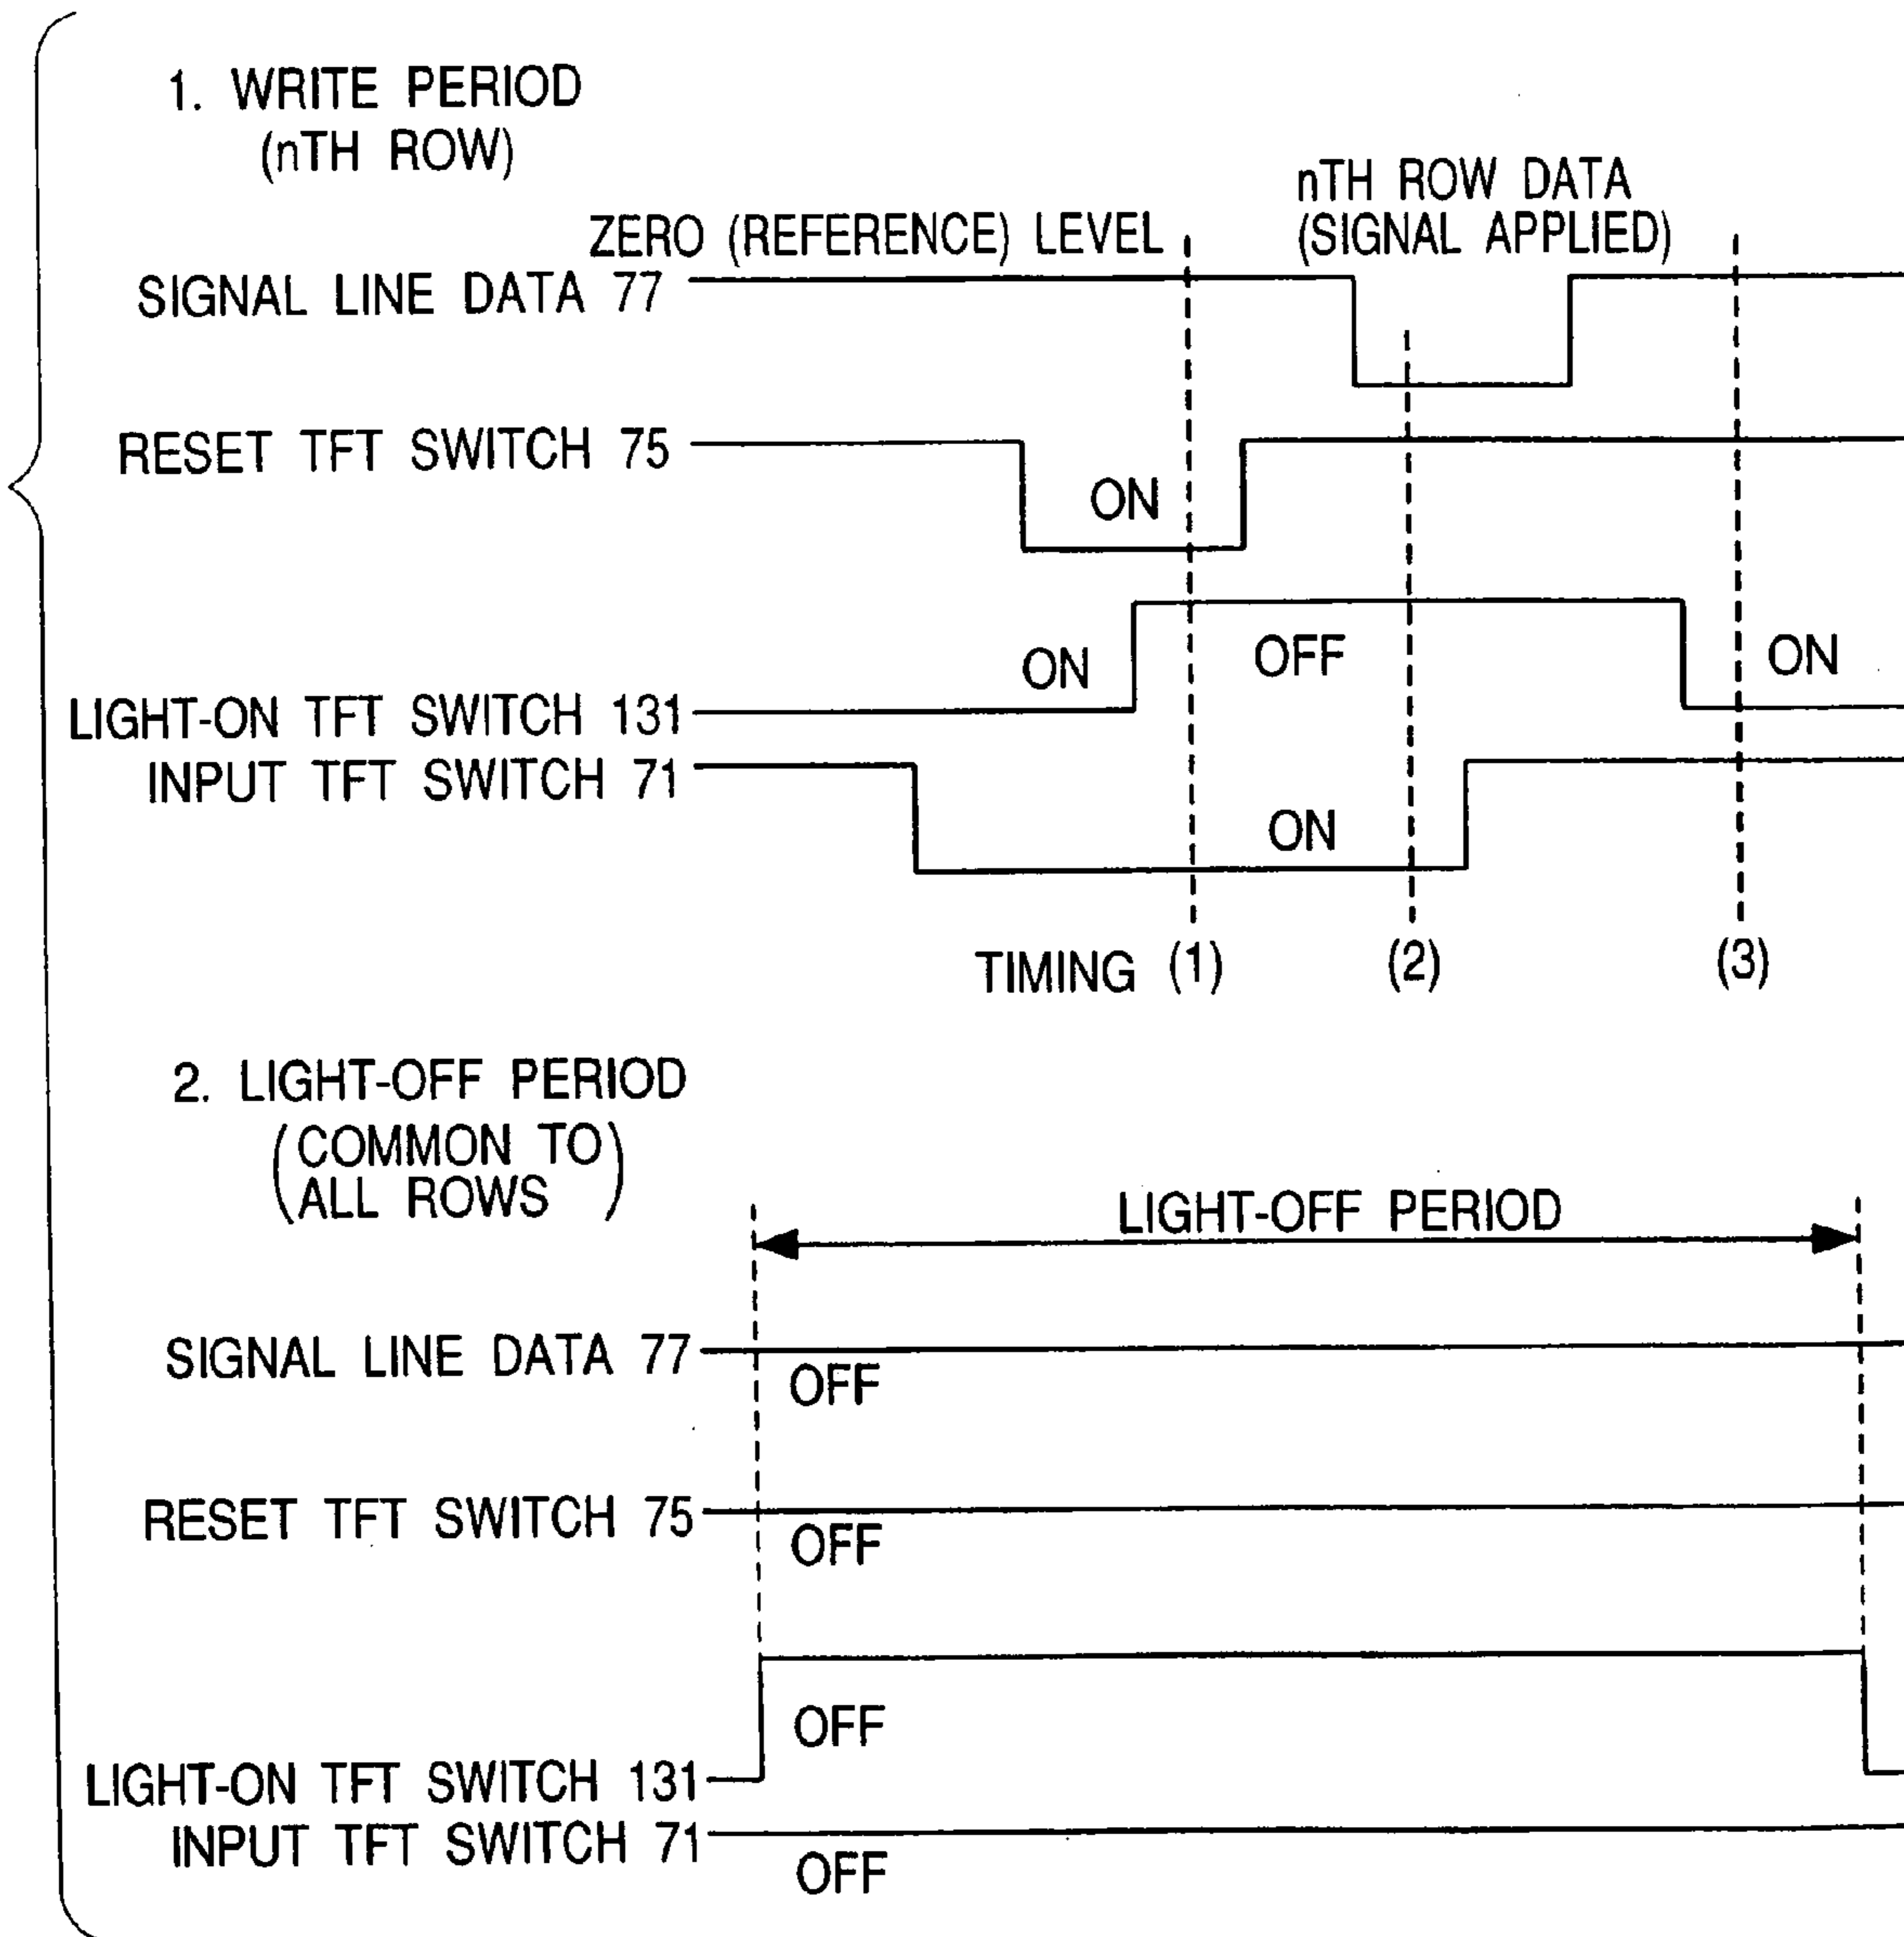 1. WRITE PERIOD
(nTH ROW)
nTH ROW DATA
ZERO (REFERENCE) LEVEL (SIGNAL APPLIED)
SIGNAL LINE DATA 77
RESET TFT SWITCH 75
ON
ON OFF ON
LIGHT-ON TFT SWITCH 131
INPUT TFT SWITCH 71
ON
TIMING (1) (2) (3)
2. LIGHT-OFF PERIOD
(COMMON TO
ALL ROWS)
LIGHT-OFF PERIOD
SIGNAL LINE DATA 77
OFF
RESET TFT SWITCH 75
OFF
OFF
LIGHT-ON TFT SWITCH 131
INPUT TFT SWITCH 71
OFF